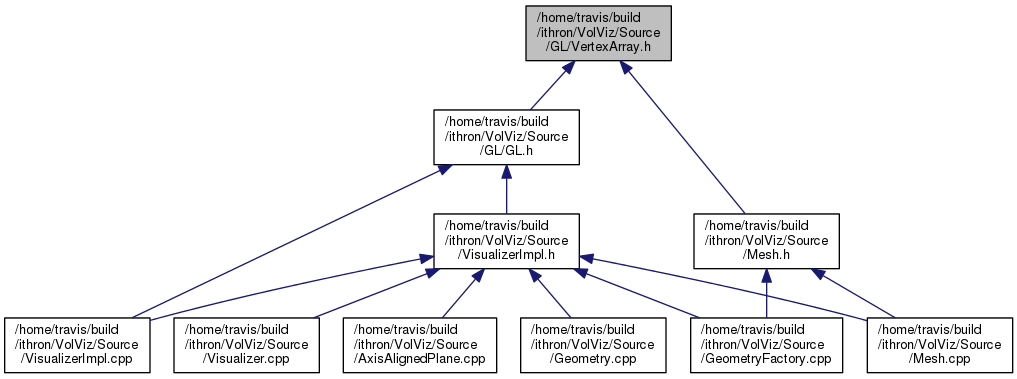 /home/travis/build
/ithron/VolViz/Source
/GL/VertexArray.h
/home/travis/build
/ithron/VolViz/Source
/GL/GL.h
/home/travis/build
/ithron/VolViz/Source
/VisualizerImpl.h
/home/travis/build
/ithron/VolViz/Source
/Mesh.h
/home/travis/build
/ithron/VolViz/Source
/VisualizerImpl.cpp
/home/travis/build
/ithron/VolViz/Source
/Visualizer.cpp
/home/travis/build
/ithron/VolViz/Source
/AxisAlignedPlane.cpp
/home/travis/build
/ithron/VolViz/Source
/Geometry.cpp
/home/travis/build
/ithron/VolViz/Source
/GeometryFactory.cpp
/home/travis/build
/ithron/VolViz/Source
/Mesh.cpp